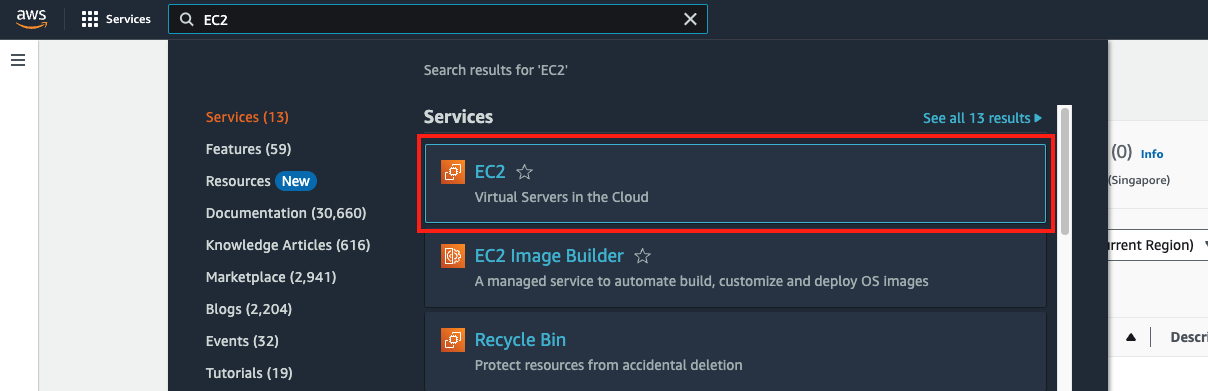 aws
Services
EC2
Search results for 'EC2'
Services (13)
Features (59)
Resources New
Documentation (30,660)
Knowledge Articles (616)
Marketplace (2,941)
Blogs (2,204)
Events (32)
Tutorials (19)
Services
See all 13 results
EC2
Virtual Servers in the Cloud
EC2 Image Builder
A managed service to automate build, customize and deploy OS images
Recycle Bin
Protect resources from accidental deletion
(0) Info
(Singapore)
Region)